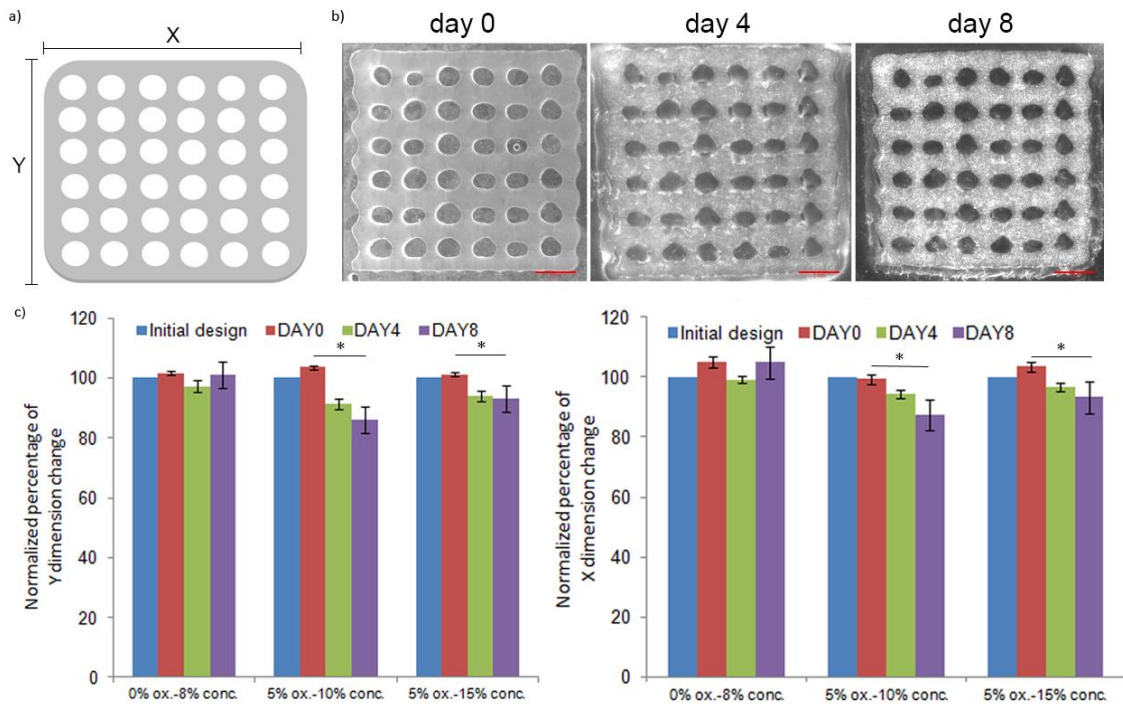 a)
X
Y
b)
day 0
day 4
day 8
c)
120
100
80
60
40
20
0
Normalized percentage of
Y dimension change
Initial design
DAY0
DAY4
DAY8
*
*
0% ox.-8% conc.
5% ox.-10% conc.
5% ox.-15% conc.
120
100
80
60
40
20
0
Normalized percentage of
X dimension change
Initial design
DAY0
DAY4
DAY8
*
*
0% ox.-8% conc.
5% ox.-10% conc.
5% ox.-15% conc.